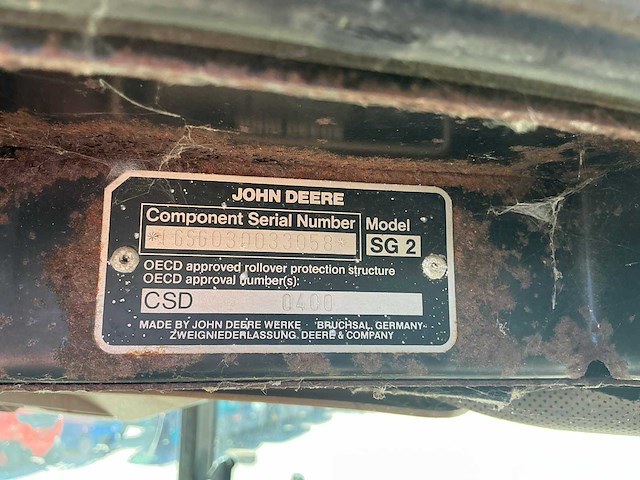 JOHN DEERE
Component Serial Number
Model
SG 2
OECD approved rollover protection structure
OECD approval number(s):
CSD 0400
MADE BY JOHN DEERE WERKE BRUCHSAL, GERMANY
ZWEIGNIEDERLASSUNG. DEERE & COMPANY